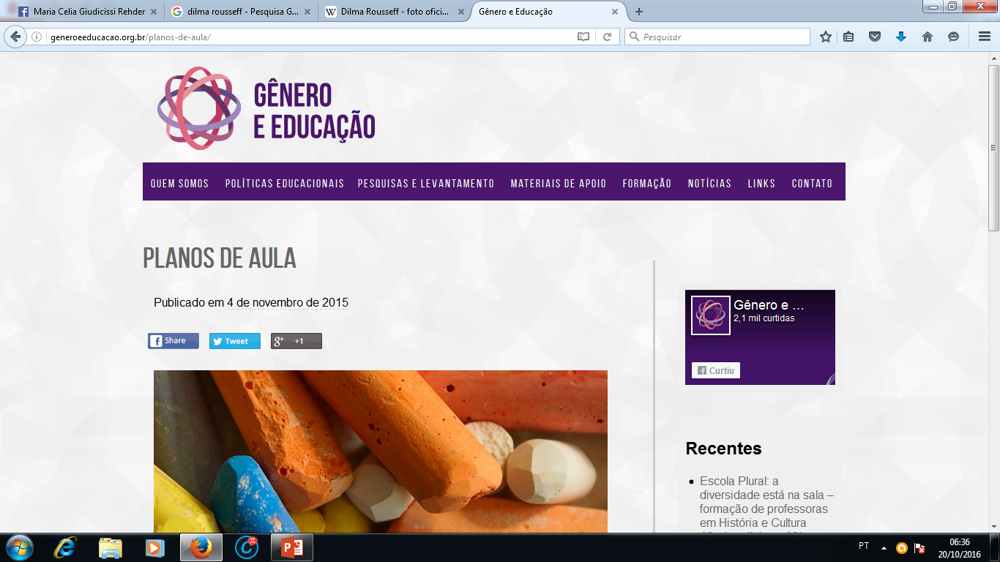 Maria Celia Giudicissi Rehder
dilma rousseff - Pesquisa G...
Dilma Rousseff - foto ofici...
Gênero e Educação
generoeeducacao.org.br/planos-de-aula/
Pesquisar
GÊNERO
E EDUCAÇÃO
QUEM SOMOS POLÍTICAS EDUCACIONAIS PESQUISAS E LEVANTAMENTO MATERIAIS DE APOIO FORMAÇÃO NOTÍCIAS LINKS CONTATO
PLANOS DE AULA
Publicado em 4 de novembro de 2015
Share Tweet +1
Gênero e ...
2,1 mil curtidas
Curtiu
Recentes
Escola Plural: a
diversidade está na sala –
formação de professoras
em História e Cultura
PT
06:36
20/10/2016